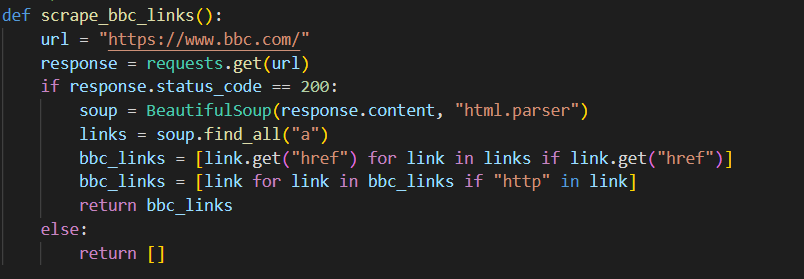 def scrape_bbc_links():
    url = "https://www.bbc.com/"
    response = requests.get(url)
    if response.status_code == 200:
        soup = BeautifulSoup(response.content, "html.parser")
        links = soup.find_all("a")
        bbc_links = [link.get("href") for link in links if link.get("href")]
        bbc_links = [link for link in bbc_links if "http" in link]
        return bbc_links
    else:
        return []